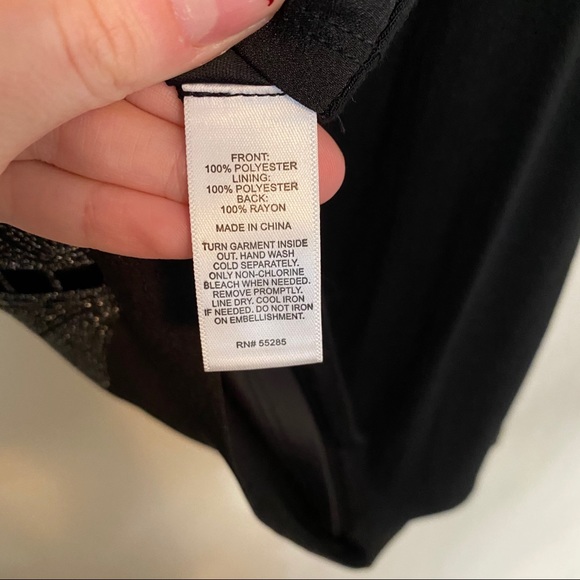 FRONT:
100% POLYESTER
LINING:
100% POLYESTER
BACK:
100% RAYON
MADE IN CHINA
TURN GARMENT INSIDE
OUT. HAND WASH
COLD SEPARATELY.
ONLY NON-CHLORINE
BLEACH WHEN NEEDED.
REMOVE PROMPTLY.
LINE DRY. COOL IRON
IF NEEDED. DO NOT IRON
ON EMBELLISHMENT.
RN# 55285